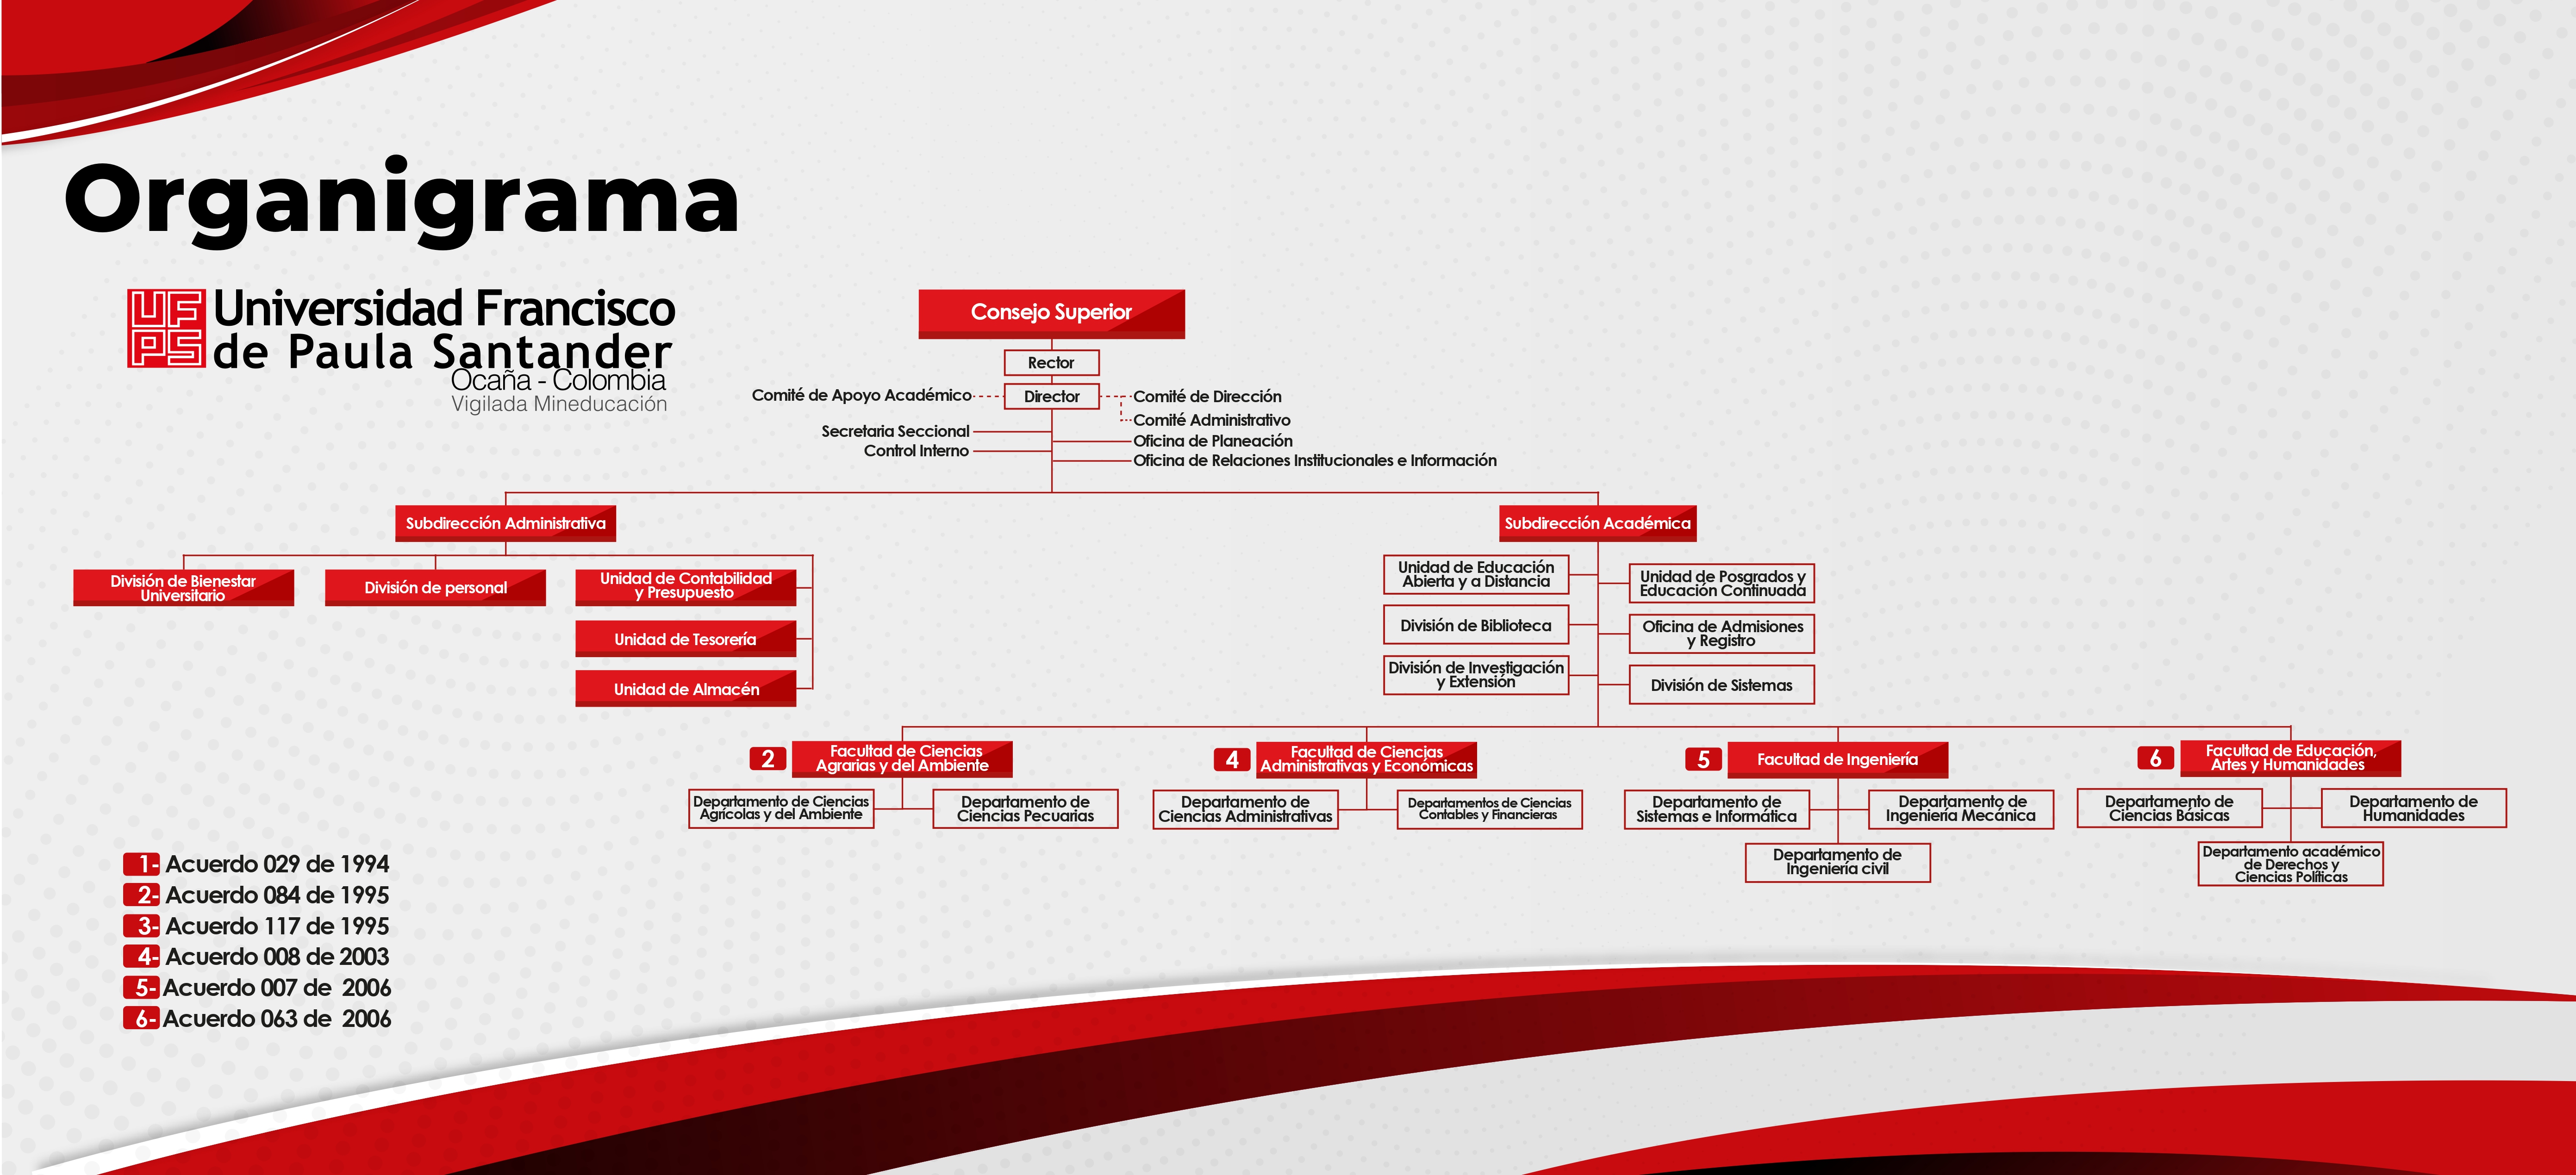 Organigrama
UFPS
Universidad Francisco
de Paula Santander
Ocaña - Colombia
Vigilada Mineducación
Consejo Superior
Rector
Director
Comité de Apoyo Académico
Comité de Dirección
Comité Administrativo
Secretaria Seccional
Oficina de Planeación
Control Interno
Oficina de Relaciones Institucionales e Información
Subdirección Administrativa
Subdirección Académica
División de Bienestar
Universitario
División de personal
Unidad de Contabilidad
y Presupuesto
Unidad de Tesorería
Unidad de Almacén
Unidad de Educación
Abierta y a Distancia
Unidad de Posgrados y
Educación Continuada
División de Biblioteca
Oficina de Admisiones
y Registro
División de Investigación
y Extensión
División de Sistemas
2
Facultad de Ciencias
Agrarias y del Ambiente
Departamento de Ciencias
Agrícolas y del Ambiente
Departamento de
Ciencias Pecuarias
4
Facultad de Ciencias
Administrativas y Económicas
Departamento de
Ciencias Administrativas
Departamentos de Ciencias
Contables y Financieras
5
Facultad de Ingeniería
Departamento de
Sistemas e Informática
Departamento de
Ingeniería Mecánica
Departamento de
Ingeniería civil
6
Facultad de Educación,
Artes y Humanidades
Departamento de
Ciencias Básicas
Departamento de
Humanidades
Departamento académico
de Derechos y
Ciencias Políticas
1- Acuerdo 029 de 1994
2- Acuerdo 084 de 1995
3- Acuerdo 117 de 1995
4- Acuerdo 008 de 2003
5- Acuerdo 007 de 2006
6- Acuerdo 063 de 2006